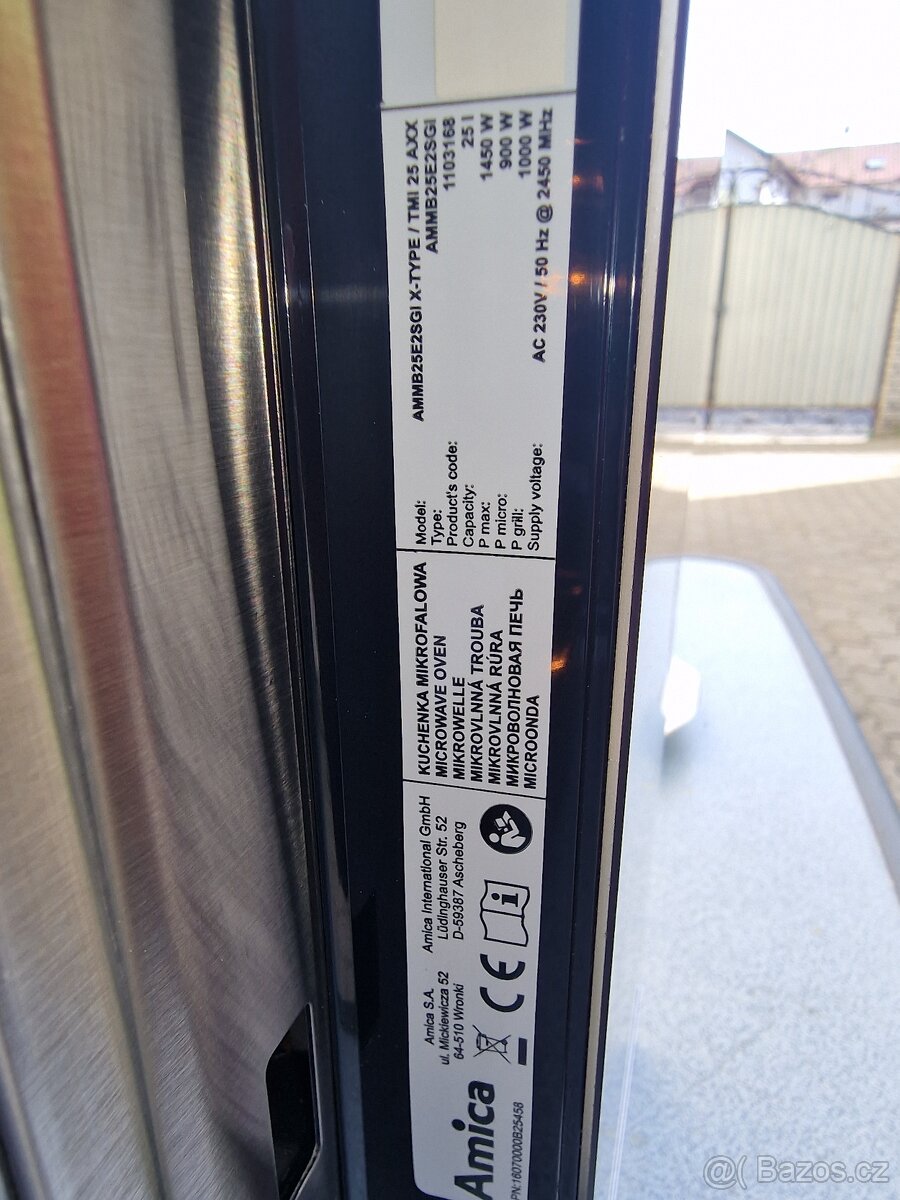 Amica
PN:16070000B25458
Amica S.A.
ul. Mickiewicza 52
64-510 Wronki
Amica International GmbH
Lüdinghauser Str. 52
D-59387 Ascheberg
CE
KUCHENKA MIKROFALOWA
MICROWAVE OVEN
MIKROWELLE
MIKROVLNNÁ TROUBA
MIKROVLNNÁ RÚRA
МИКРОВОЛНОВАЯ ПЕЧЬ
MICROONDA
Model: AMMB25E2SGI X-TYPE / TMI 25 AXX
Type: AMMB25E2SGI
Product's code: 1103168
Capacity: 25 l
P max: 1450 W
P micro: 900 W
P grill: 1000 W
Supply voltage: AC 230V / 50 Hz @ 2450 MHz
@( Bazos.cz